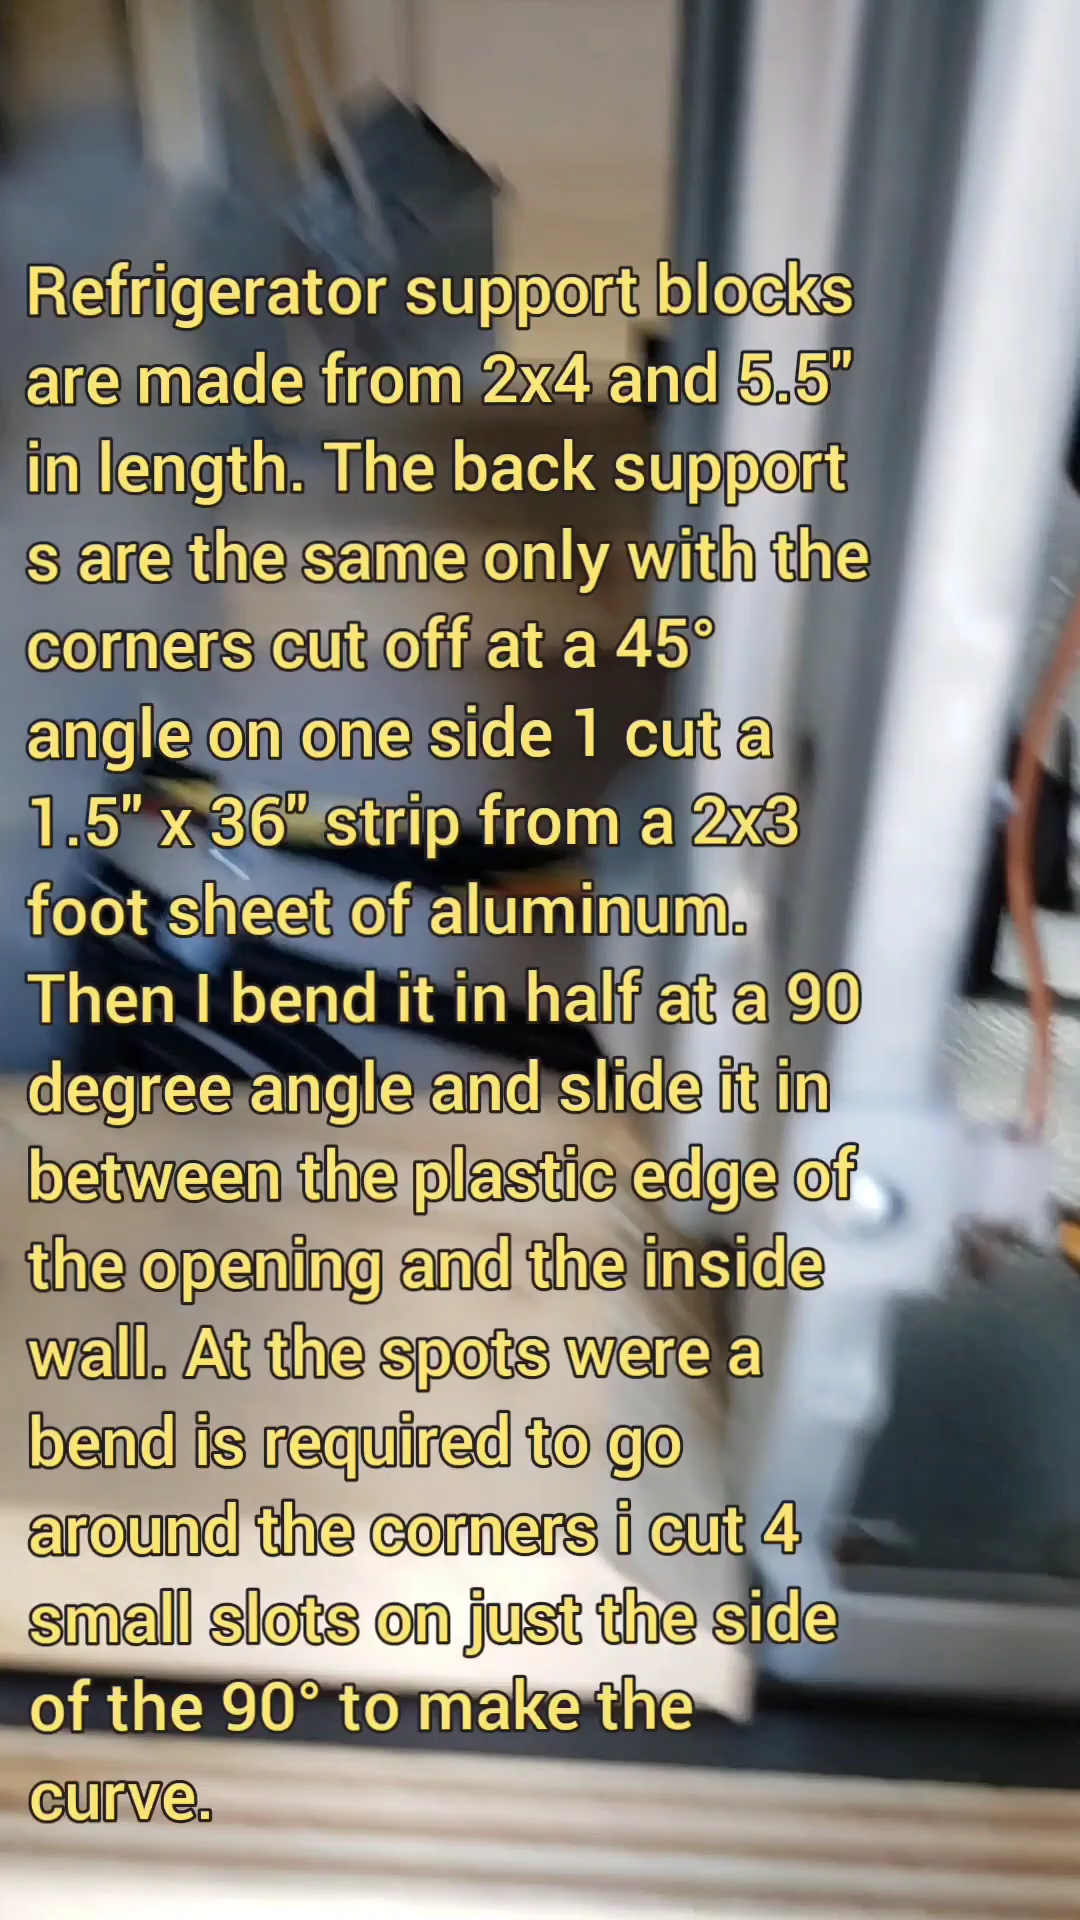 Refrigerator support blocks
are made from 2x4 and 5.5"
in length. The back support
s are the same only with the
corners cut off at a 45°
angle on one side 1 cut a
1.5" x 36" strip from a 2x3
foot sheet of aluminum.
Then I bend it in half at a 90
degree angle and slide it in
between the plastic edge of
the opening and the inside
wall. At the spots were a
bend is required to go
around the corners i cut 4
small slots on just the side
of the 90° to make the
curve.